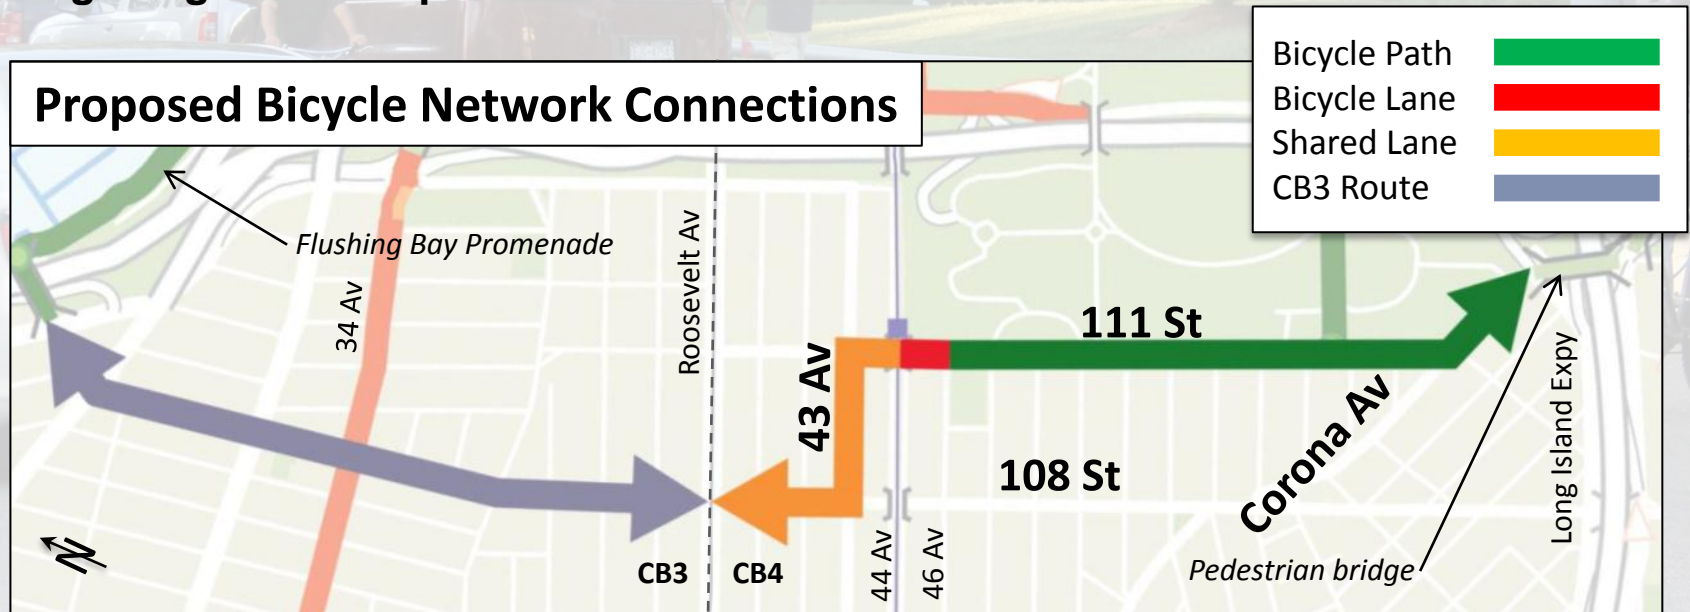 Proposed Bicycle Network Connections
Bicycle Path
Bicycle Lane
Shared Lane
CB3 Route
Flushing Bay Promenade
34 Av
Roosevelt Av
43 Av
111 St
108 St
Corona Av
Long Island Expy
Pedestrian bridge
44 Av
46 Av
CB3
CB4
N